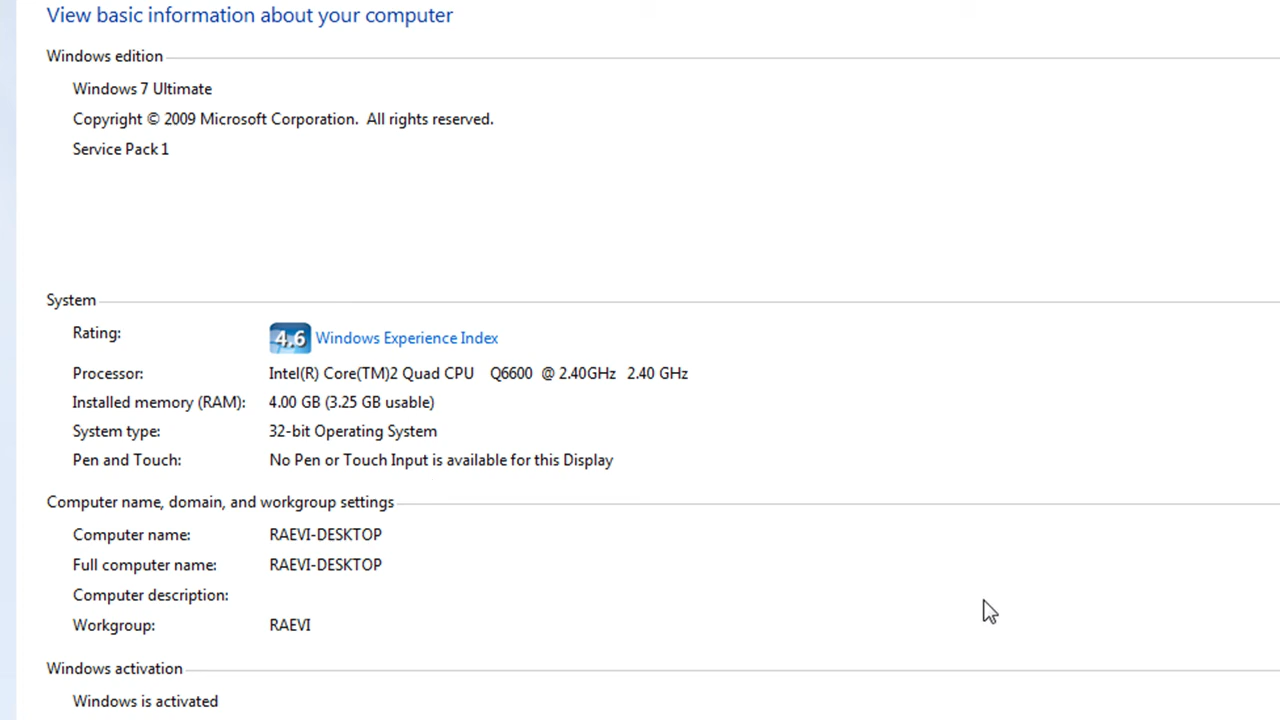 View basic information about your computer
Windows edition
Windows 7 Ultimate
Copyright © 2009 Microsoft Corporation.  All rights reserved.
Service Pack 1
System
Rating: 4,6 Windows Experience Index
Processor: Intel(R) Core(TM)2 Quad CPU    Q6600  @ 2.40GHz  2.40 GHz
Installed memory (RAM): 4.00 GB (3.25 GB usable)
System type: 32-bit Operating System
Pen and Touch: No Pen or Touch Input is available for this Display
Computer name, domain, and workgroup settings
Computer name: RAEVI-DESKTOP
Full computer name: RAEVI-DESKTOP
Computer description:
Workgroup: RAEVI
Windows activation
Windows is activated